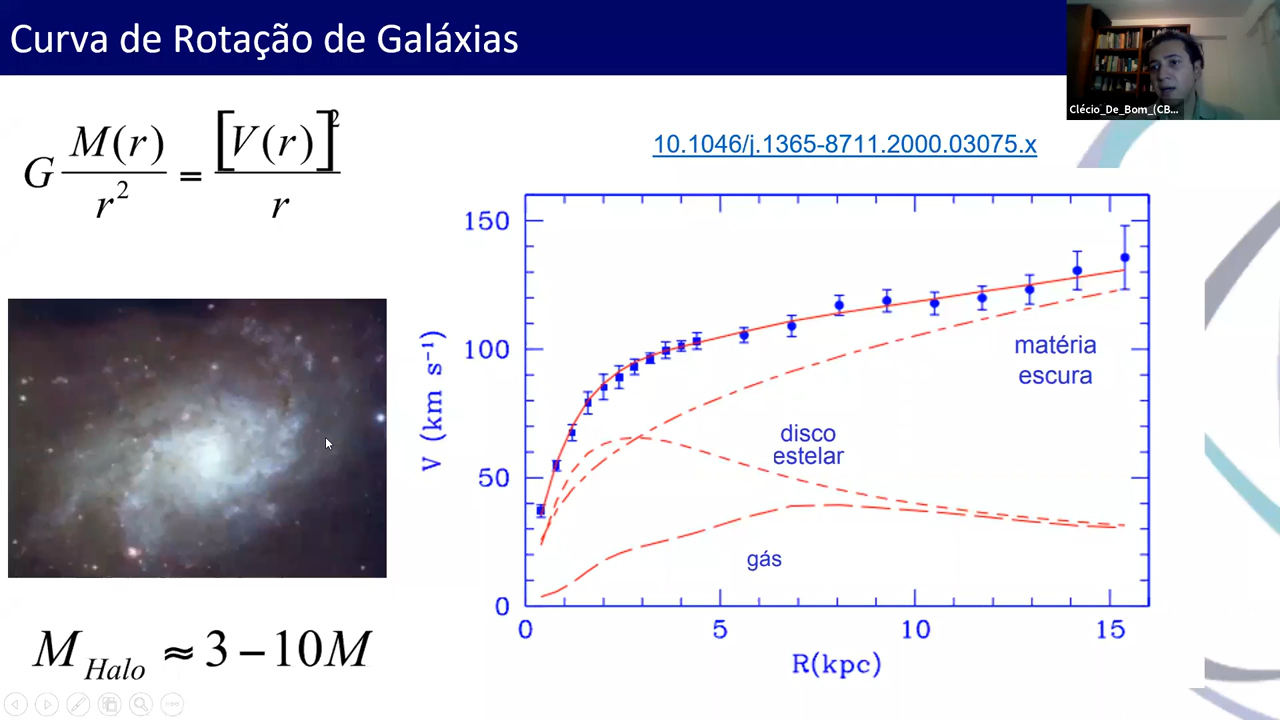 Curva de Rotação de Galáxias
Clécio_De_Bom_(CB...
G M(r) / r² = [V(r)]² / r
10.1046/j.1365-8711.2000.03075.x
150
100
50
0
V (km s⁻¹)
matéria
escura
disco
estelar
gás
0 5 10 15
R(kpc)
M Halo ≈ 3 – 10M